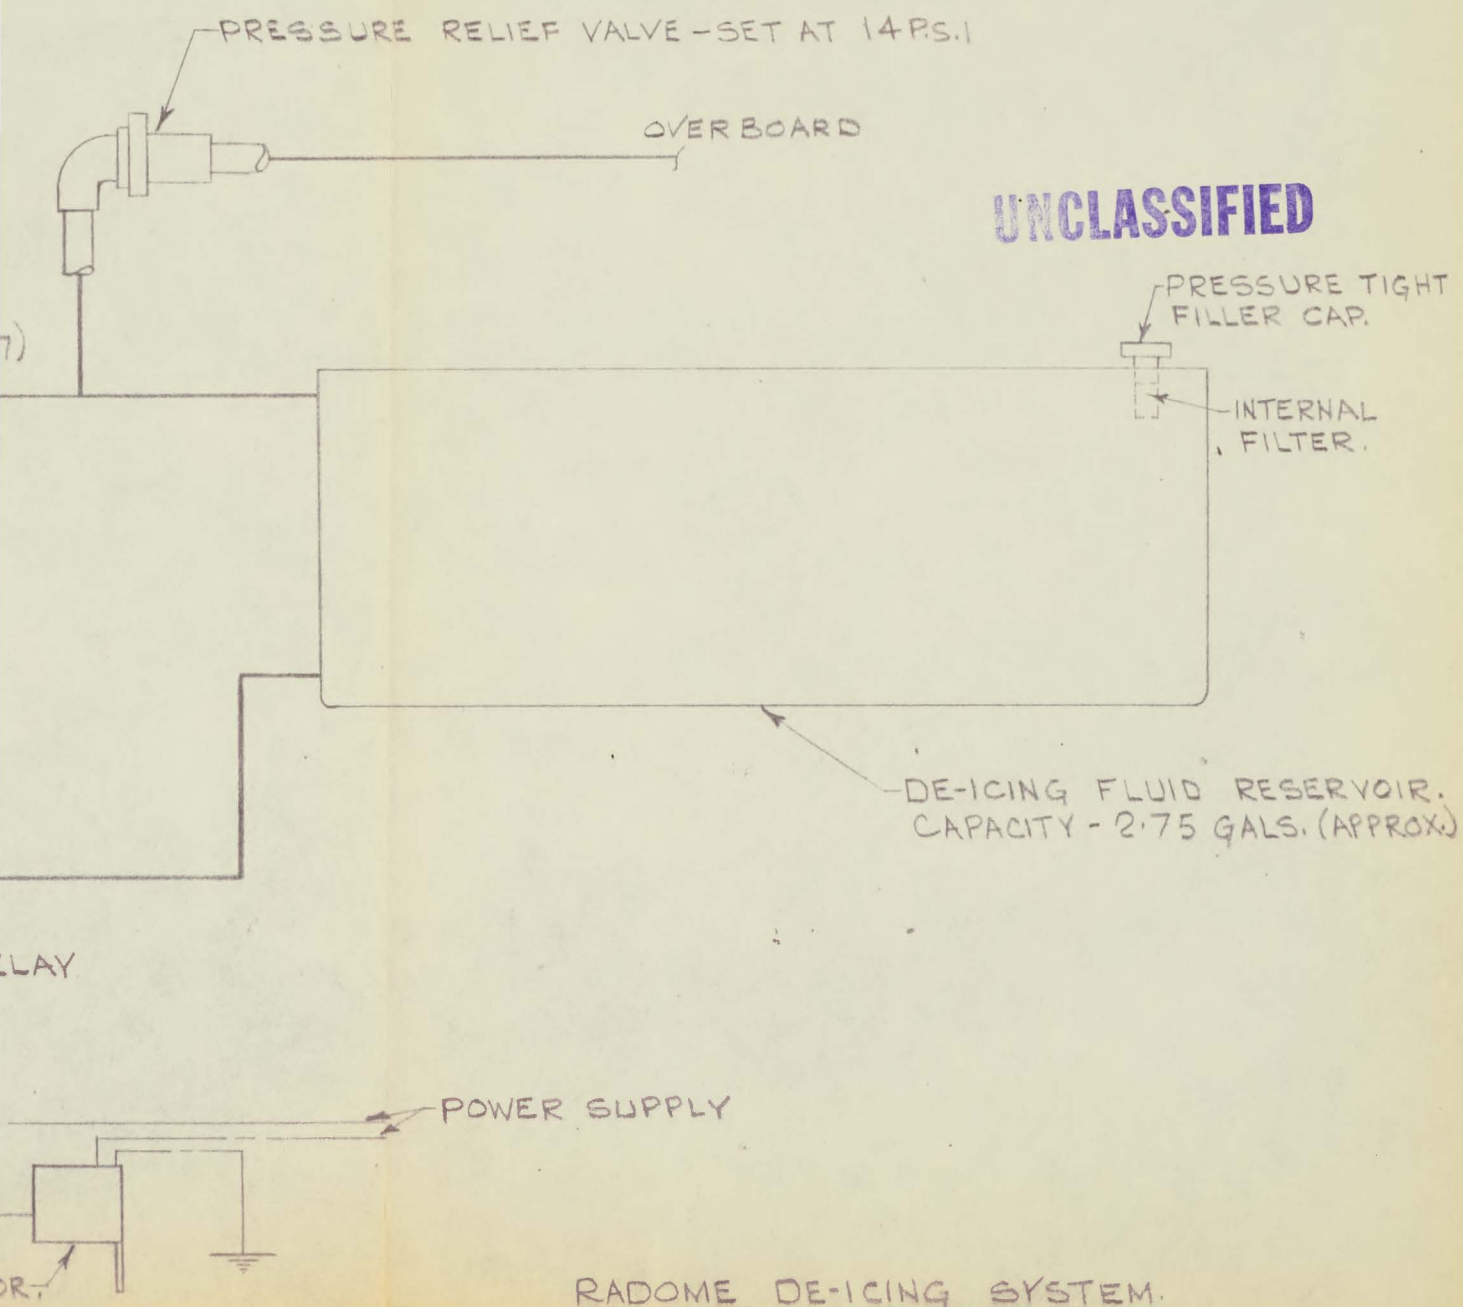 PRESSURE RELIEF VALVE - SET AT 14 P.S.I
OVERBOARD
UNCLASSIFIED
PRESSURE TIGHT
FILLER CAP.
7)
INTERNAL
FILTER.
DE-ICING FLUID RESERVOIR.
CAPACITY - 2.75 GALS. (APPROX.)
ELAY
POWER SUPPLY
OR.
RADOME DE-ICING SYSTEM.